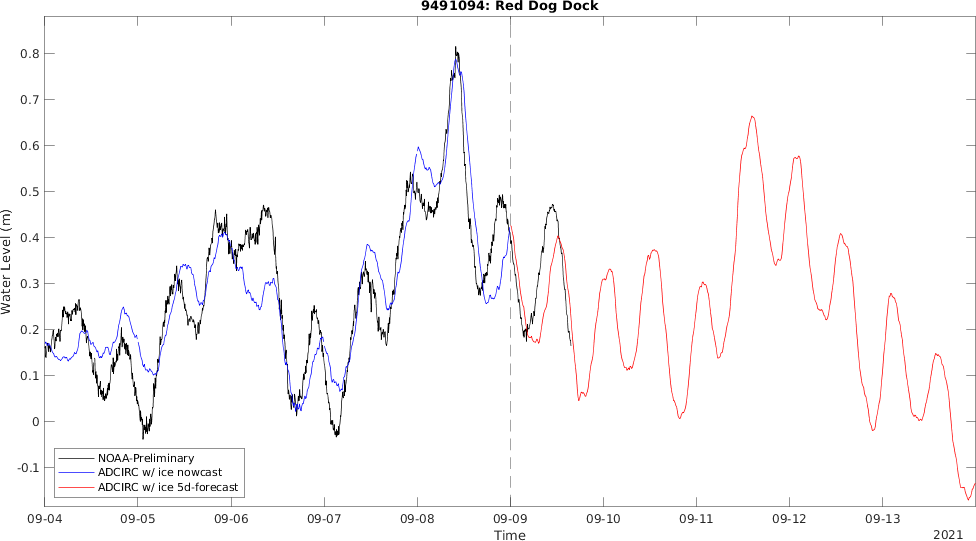 9491094: Red Dog Dock
Water Level (m)
0.8
0.7
0.6
0.5
0.4
0.3
0.2
0.1
0
-0.1
NOAA-Preliminary
ADCIRC w/ ice nowcast
ADCIRC w/ ice 5d-forecast
09-04 09-05 09-06 09-07 09-08 09-09 09-10 09-11 09-12 09-13
Time
2021